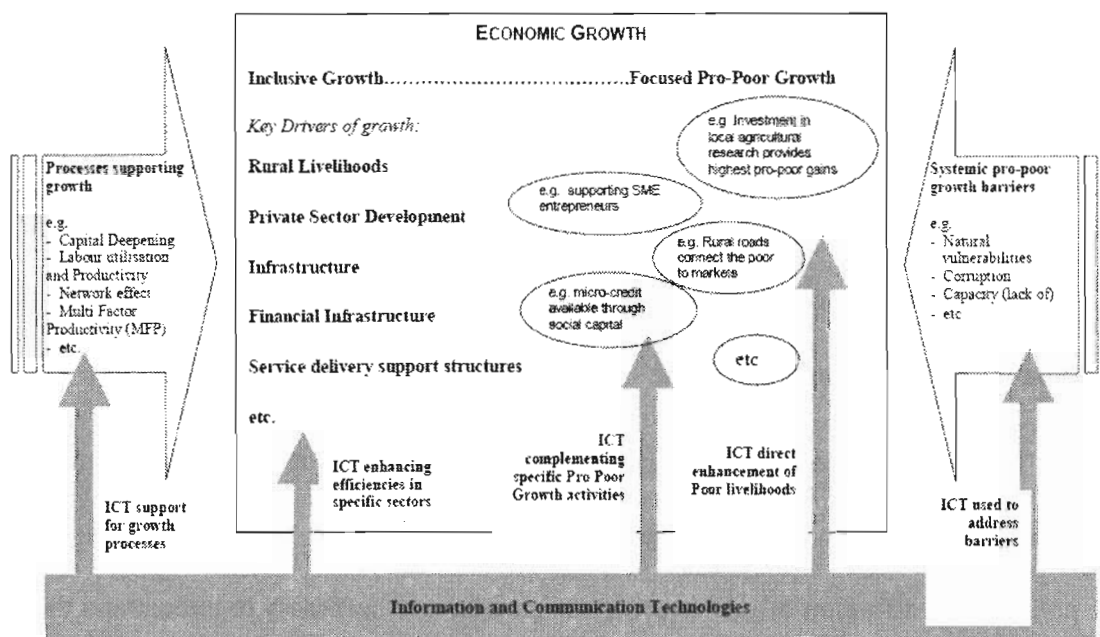 ECONOMIC GROWTH
Inclusive Growth……………………………….Focused Pro-Poor Growth
Key Drivers of growth:
Rural Livelihoods
Private Sector Development
Infrastructure
Financial Infrastructure
Service delivery support structures
etc.
e.g Investment in
local agricultural
research provides
highest pro-poor gains
e.g. supporting SME
entrepreneurs
e.g. Rural roads
connect the poor
to markets
e.g. micro-credit
available through
social capital
etc
Processes supporting
growth
e.g.
- Capital Deepening
- Labour utilisation
and Productivity
- Network effect
- Multi Factor
Productivity (MFP)
- etc.
Systemic pro-poor
growth barriers
e.g.
- Natural
vulnerabilities
- Corruption
- Capacity (lack of)
- etc
ICT support
for growth
processes
ICT enhancing
efficiencies in
specific sectors
ICT
complementing
specific Pro Poor
Growth activities
ICT direct
enhancement of
Poor livelihoods
ICT used to
address
barriers
Information and Communication Technologies